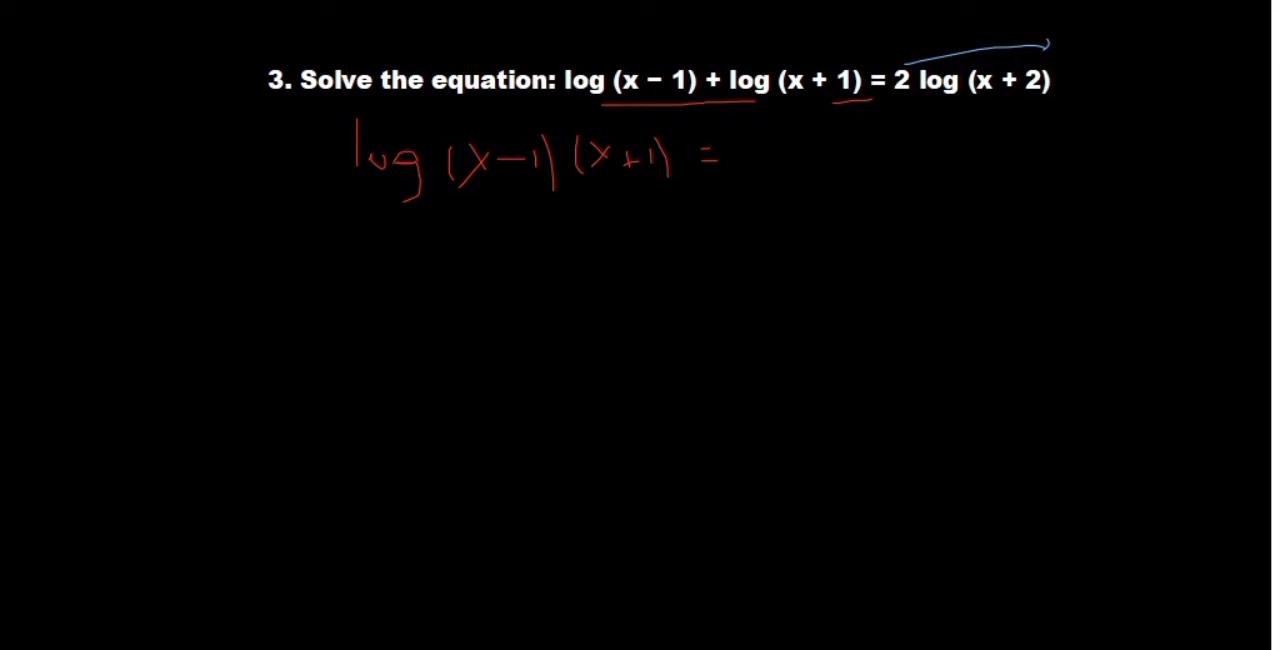 3. Solve the equation: log (x − 1) + log (x + 1) = 2 log (x + 2)
log (x-1) (x+1) =